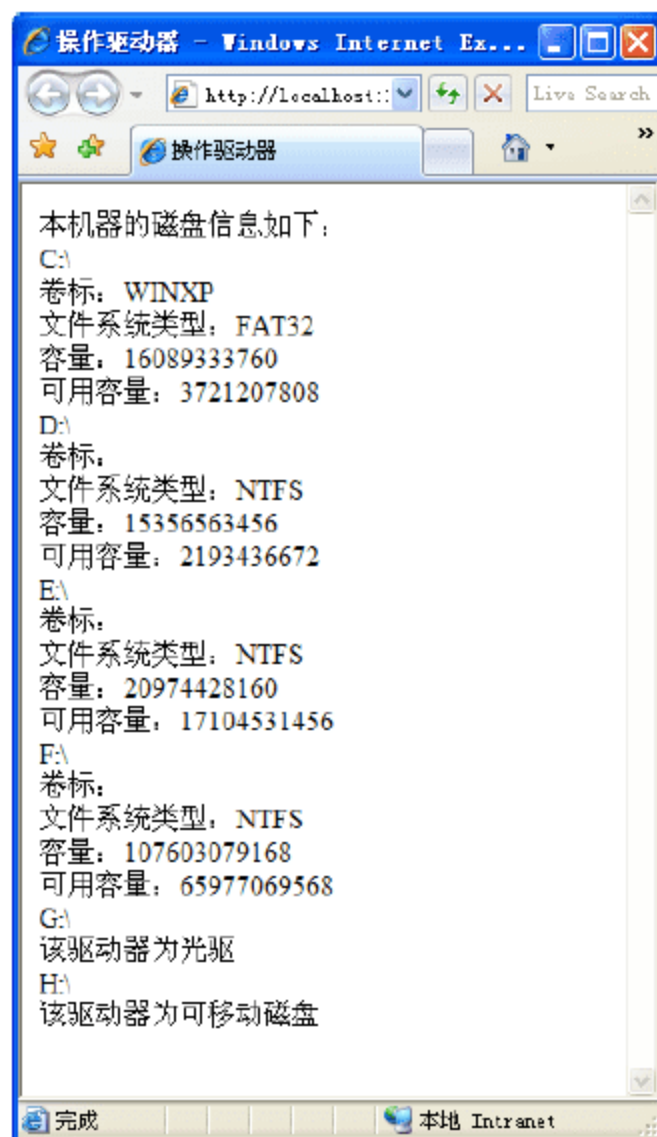 操作驱动器 - Windows Internet Ex...
http://localhost::
Live Search
操作驱动器
»
本机器的磁盘信息如下：
C:\
卷标：WINXP
文件系统类型：FAT32
容量：16089333760
可用容量：3721207808
D:\
卷标：
文件系统类型：NTFS
容量：15356563456
可用容量：2193436672
E:\
卷标：
文件系统类型：NTFS
容量：20974428160
可用容量：17104531456
F:\
卷标：
文件系统类型：NTFS
容量：107603079168
可用容量：65977069568
G:\
该驱动器为光驱
H:\
该驱动器为可移动磁盘
完成
本地 Intranet